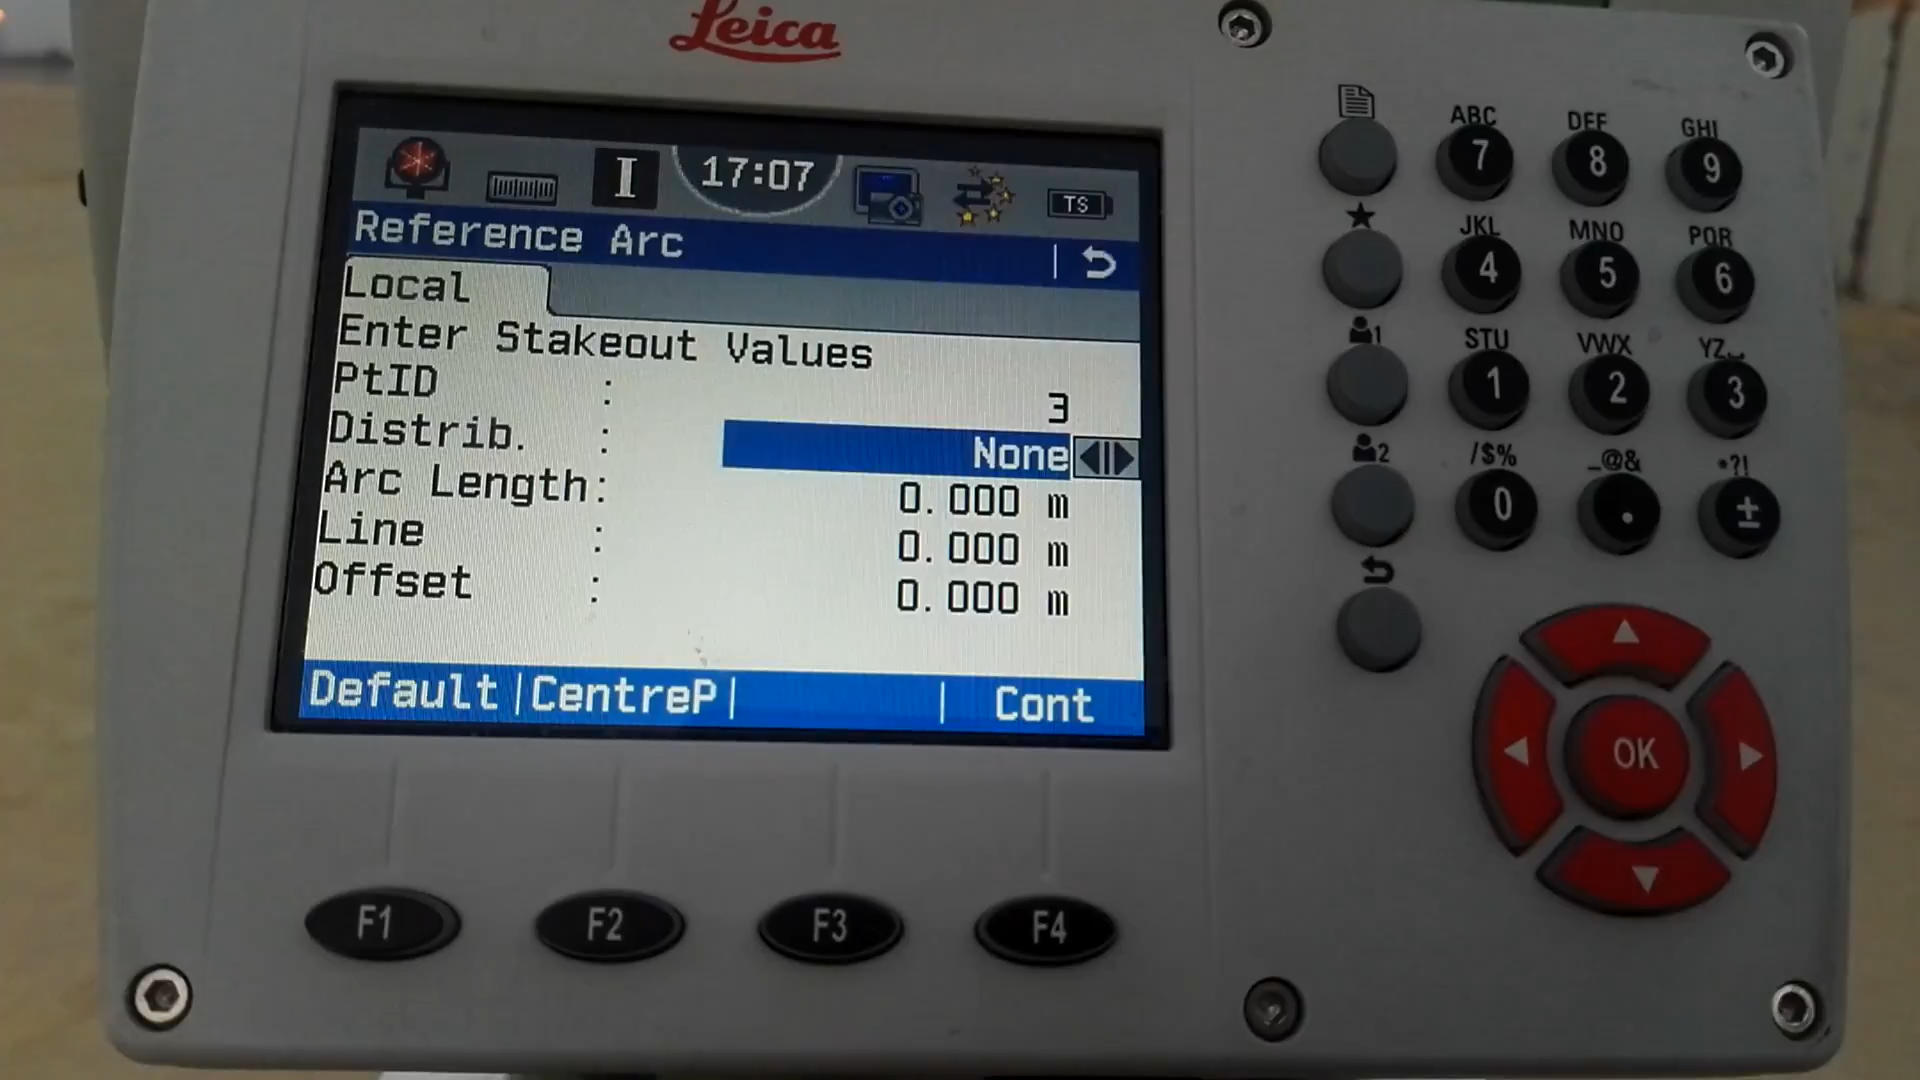 Leica
I 17:07 TS
Reference Arc
Local
Enter Stakeout Values
PtID : 3
Distrib. : None
Arc Length: 0.000 m
Line : 0.000 m
Offset : 0.000 m
Default |CentreP| | Cont
F1 F2 F3 F4
ABC DEF GHI
7 8 9
JKL MNO PQR
4 5 6
1 STU VWX YZ
1 2 3
2 /$% _@& *?!
0 . ±
OK